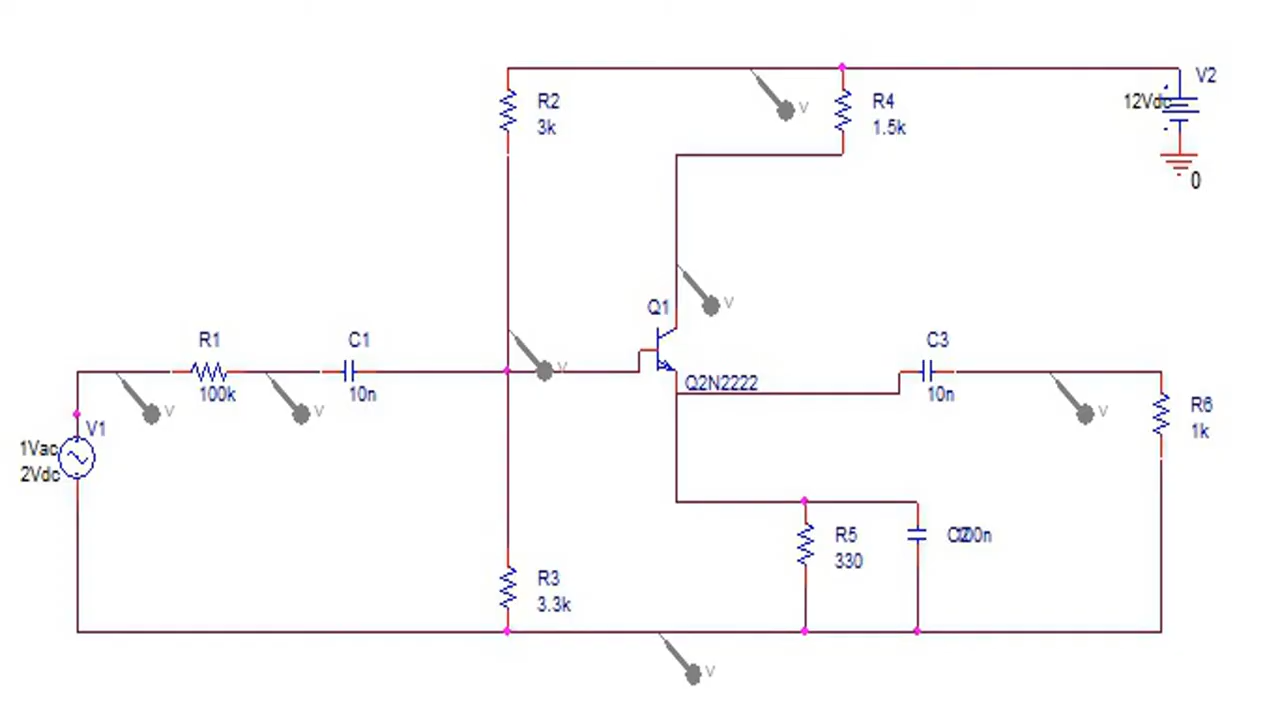 V2
R2
3k
V
R4
1.5k
12Vdc
0
Q1
V
R1
100k
C1
10n
V
Q2N2222
C3
10n
V
V
V
R6
1k
V1
1Vac
2Vdc
R5
330
R3
3.3k
V